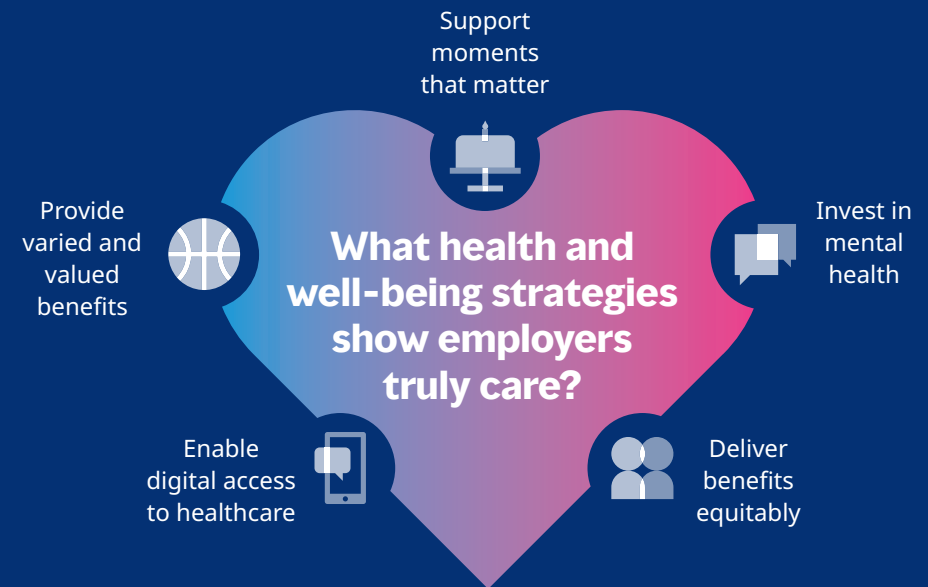 Support
moments
that matter
Provide
varied and
valued
benefits
What health and
well-being strategies
show employers
truly care?
Invest in
mental
health
Enable
digital access
to healthcare
Deliver
benefits
equitably